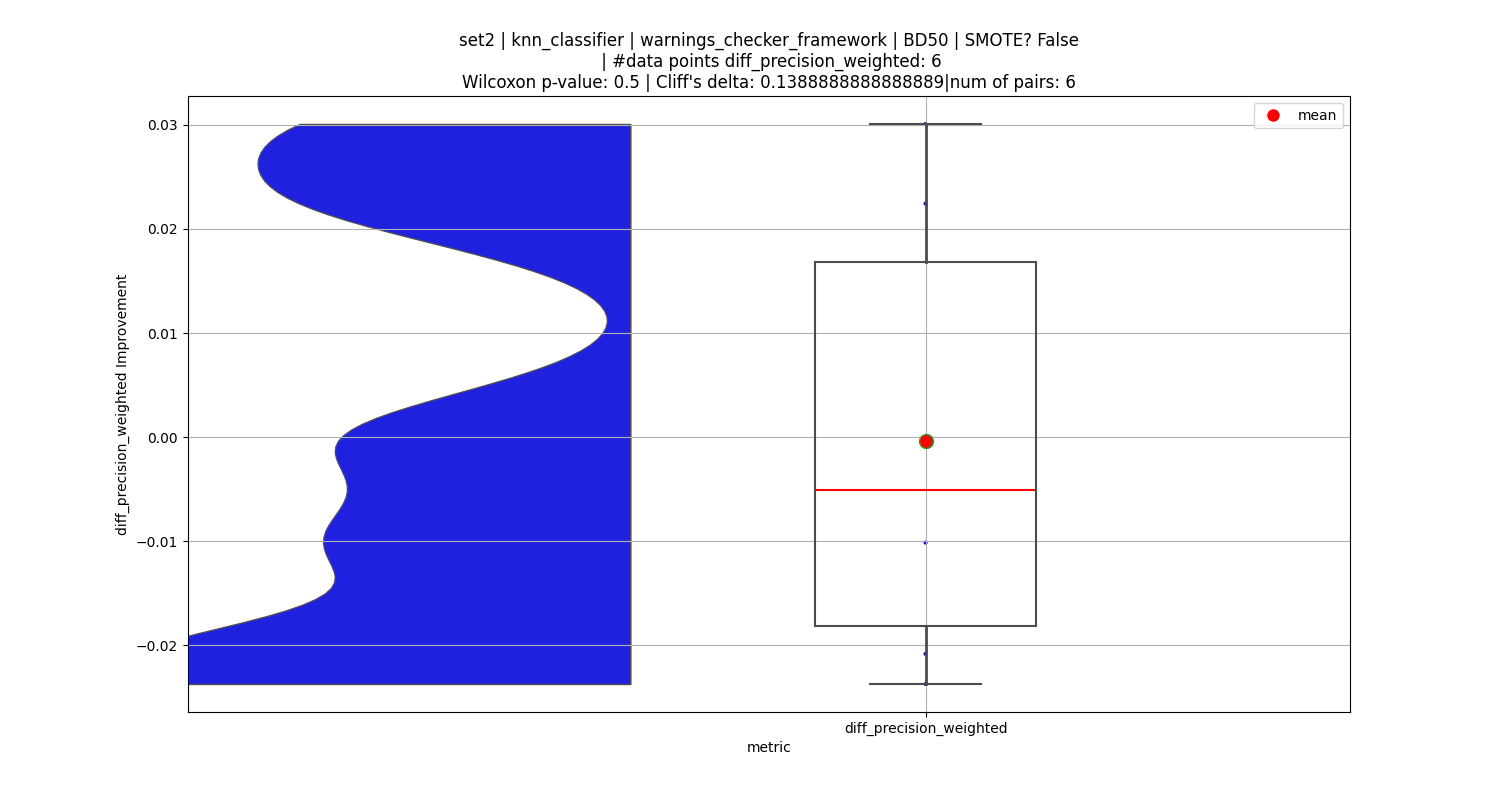 set2 | knn_classifier | warnings_checker_framework | BD50 | SMOTE? False
| #data points diff_precision_weighted: 6
Wilcoxon p-value: 0.5 | Cliff's delta: 0.1388888888888889|num of pairs: 6
mean
0.03
0.02
0.01
0.00
−0.01
−0.02
diff_precision_weighted Improvement
diff_precision_weighted
metric